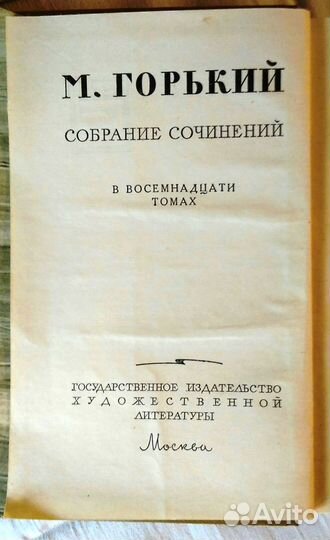 М. ГОРЬКИЙ
СОБРАНИЕ СОЧИНЕНИЙ
В ВОСЕМНАДЦАТИ
ТОМАХ
ГОСУДАРСТВЕННОЕ ИЗДАТЕЛЬСТВО
ХУДОЖЕСТВЕННОЙ
ЛИТЕРАТУРЫ
Москва
Avito